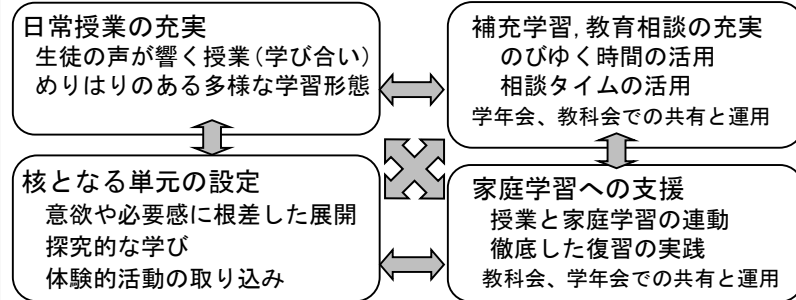 日常授業の充実
生徒の声が響く授業(学び合い)
めりはりのある多様な学習形態
補充学習,教育相談の充実
のびゆく時間の活用
相談タイムの活用
学年会、教科会での共有と運用
核となる単元の設定
意欲や必要感に根差した展開
探究的な学び
体験的活動の取り込み
家庭学習への支援
授業と家庭学習の連動
徹底した復習の実践
教科会、学年会での共有と運用